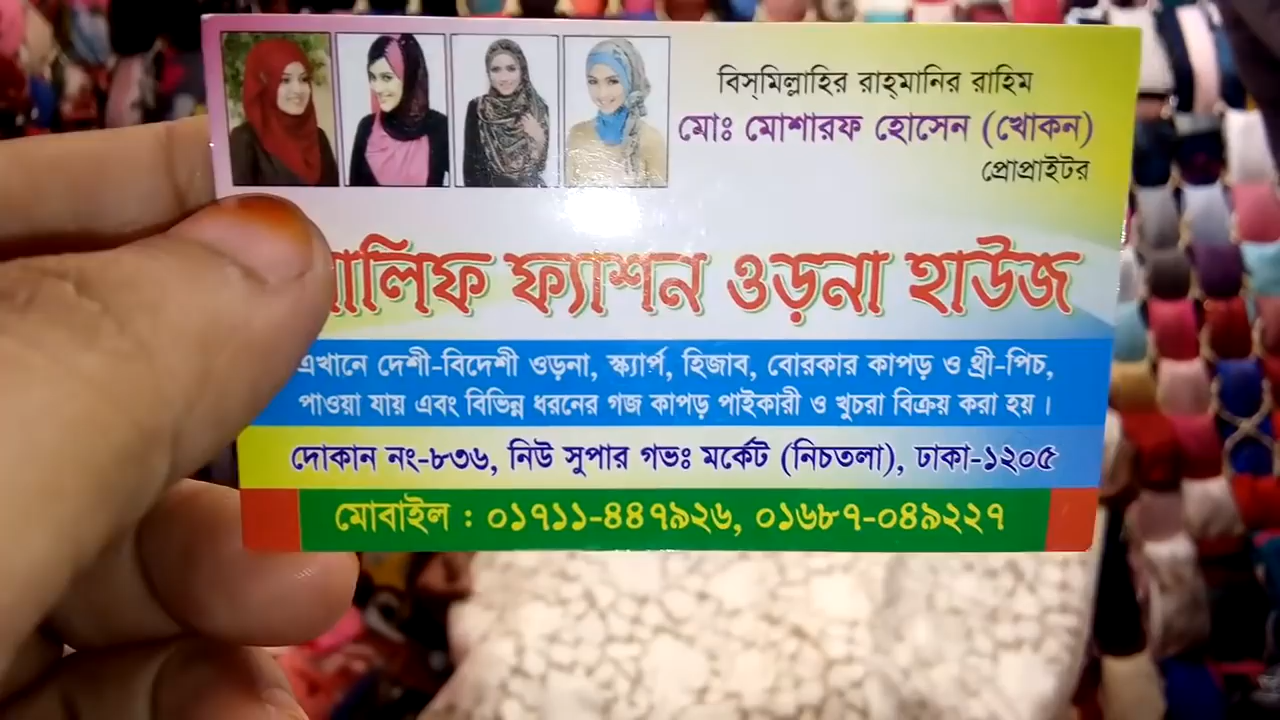 বিস্‌মিল্লাহির রাহ্‌মানির রাহিম
মোঃ মোশারফ হোসেন (খোকন)
প্রোপ্রাইটর
ফ্যাশন ওড়না হাউজ
এখানে দেশী-বিদেশী ওড়না, স্ক্যার্প, হিজাব, বোরকার কাপড় ও থ্রী-পিচ,
পাওয়া যায় এবং বিভিন্ন ধরনের গজ কাপড় পাইকারী ও খুচরা বিক্রয় করা হয়।
দোকান নং-৮৩৬, নিউ সুপার গভঃ মর্কেট (নিচতলা), ঢাকা-১২০৫
মোবাইল : ০১৭১১-৪৪৭৯২৬, ০১৬৮৭-০৪৯২২৭